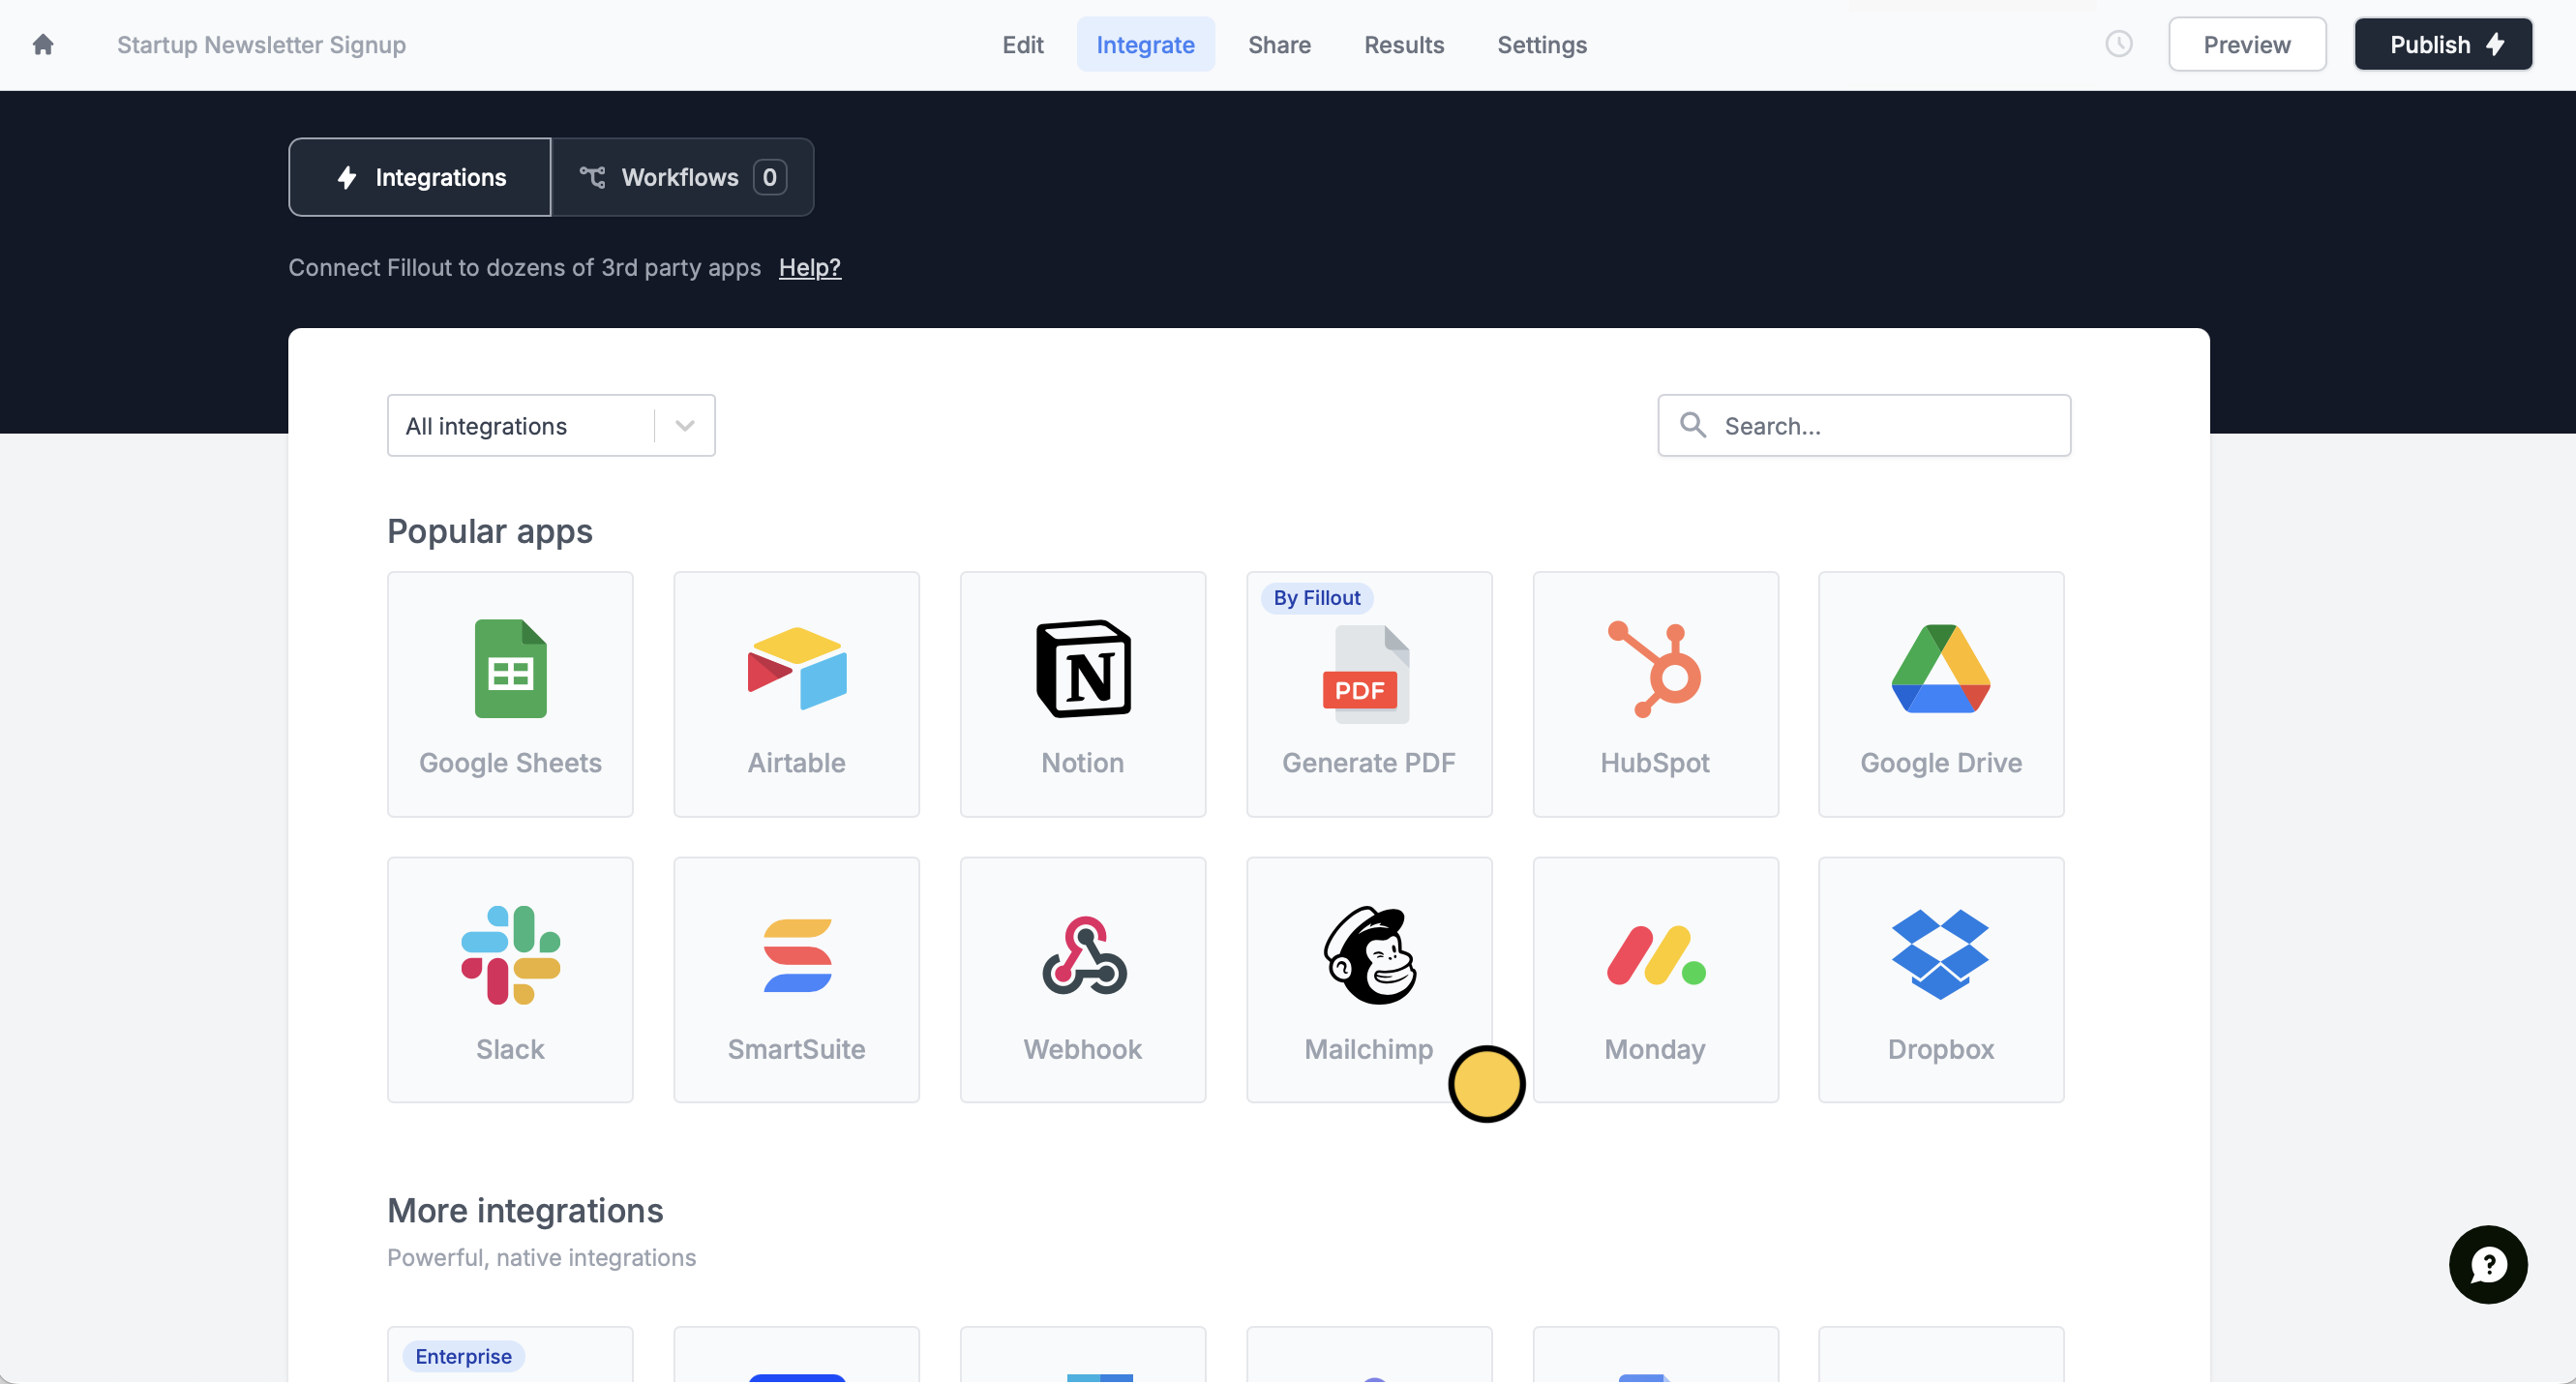 Startup Newsletter Signup
Edit
Integrate
Share
Results
Settings
Preview
Publish
Integrations
Workflows 0
Connect Fillout to dozens of 3rd party apps Help?
All integrations
Search...
Popular apps
Google Sheets
Airtable
Notion
By Fillout
PDF
Generate PDF
HubSpot
Google Drive
Slack
SmartSuite
Webhook
Mailchimp
Monday
Dropbox
More integrations
Powerful, native integrations
Enterprise